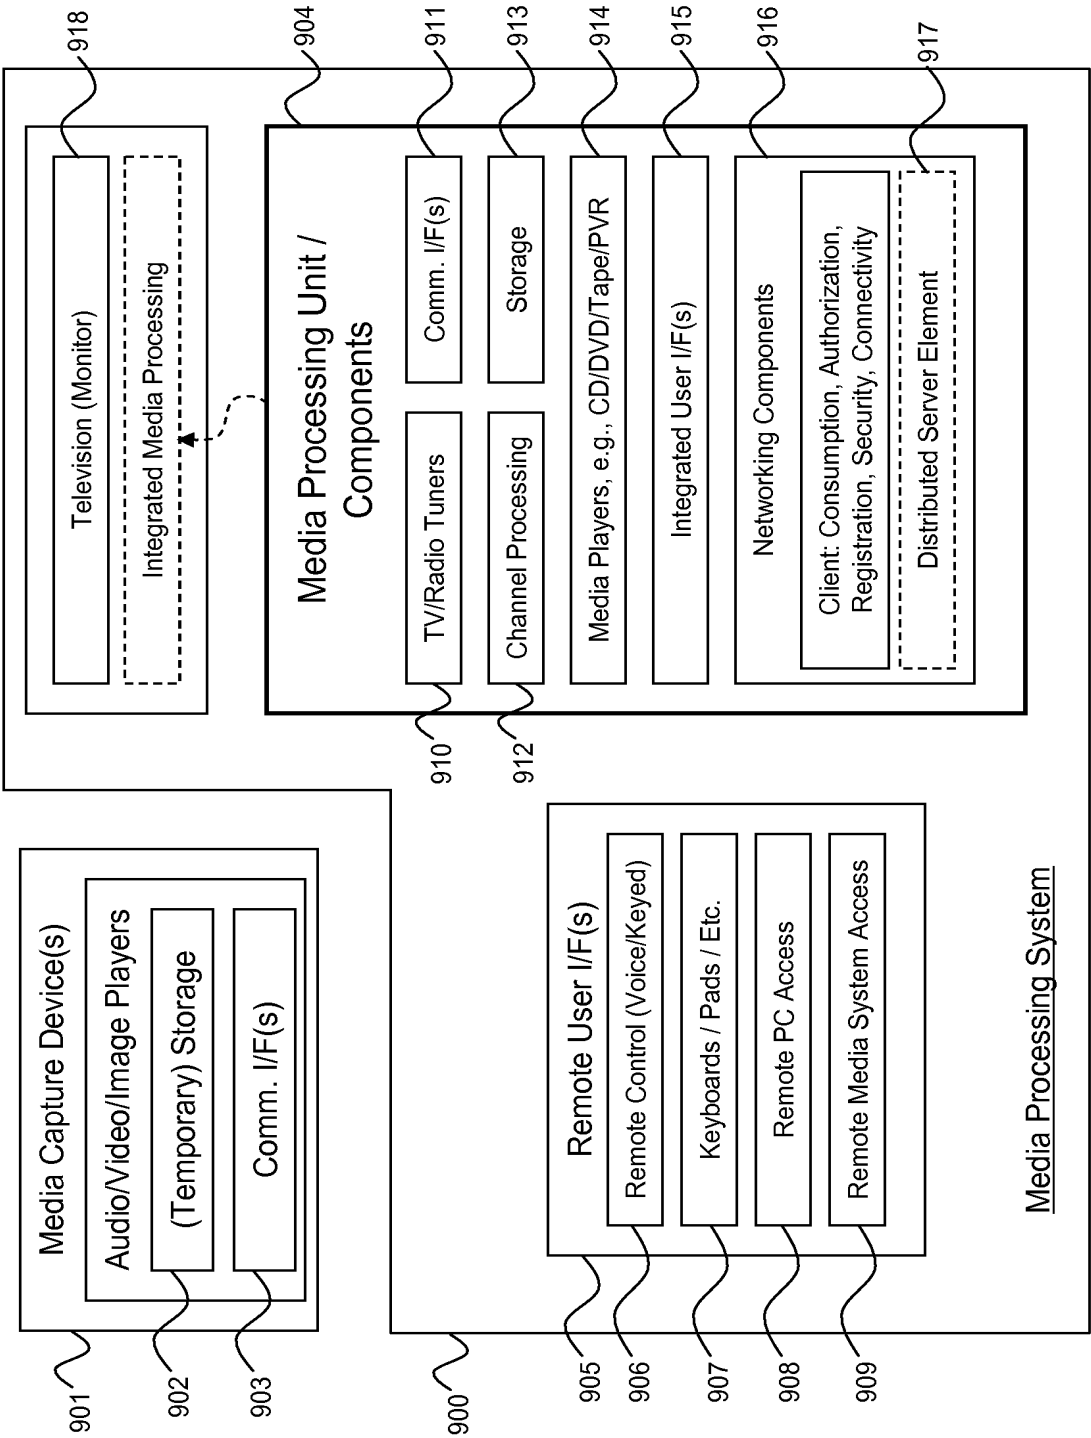 901
Media Capture Device(s)
Audio/Video/Image Players
902
(Temporary) Storage
903
Comm. I/F(s)
900
918
Television (Monitor)
Integrated Media Processing
904
Media Processing Unit /
Components
910
TV/Radio Tuners
911
Comm. I/F(s)
912
Channel Processing
913
Storage
914
Media Players, e.g., CD/DVD/Tape/PVR
915
Integrated User I/F(s)
916
Networking Components
Client: Consumption, Authorization,
Registration, Security, Connectivity
917
Distributed Server Element
905
Remote User I/F(s)
906
Remote Control (Voice/Keyed)
907
Keyboards / Pads / Etc.
908
Remote PC Access
909
Remote Media System Access
Media Processing System